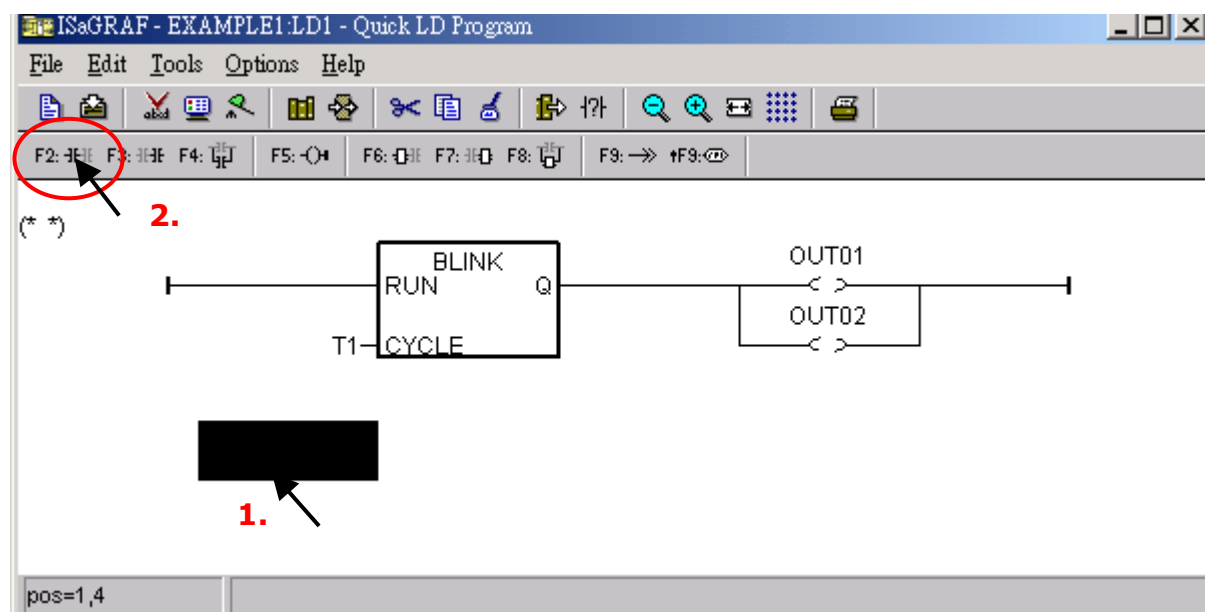 ISaGRAF - EXAMPLE1:LD1 - Quick LD Program
File Edit Tools Options Help
F2: F3: F4: F5: F6: F7: F8: F9: F9:
2.
(* *)
BLINK
RUN Q
T1 CYCLE
OUT01
OUT02
1.
pos=1,4